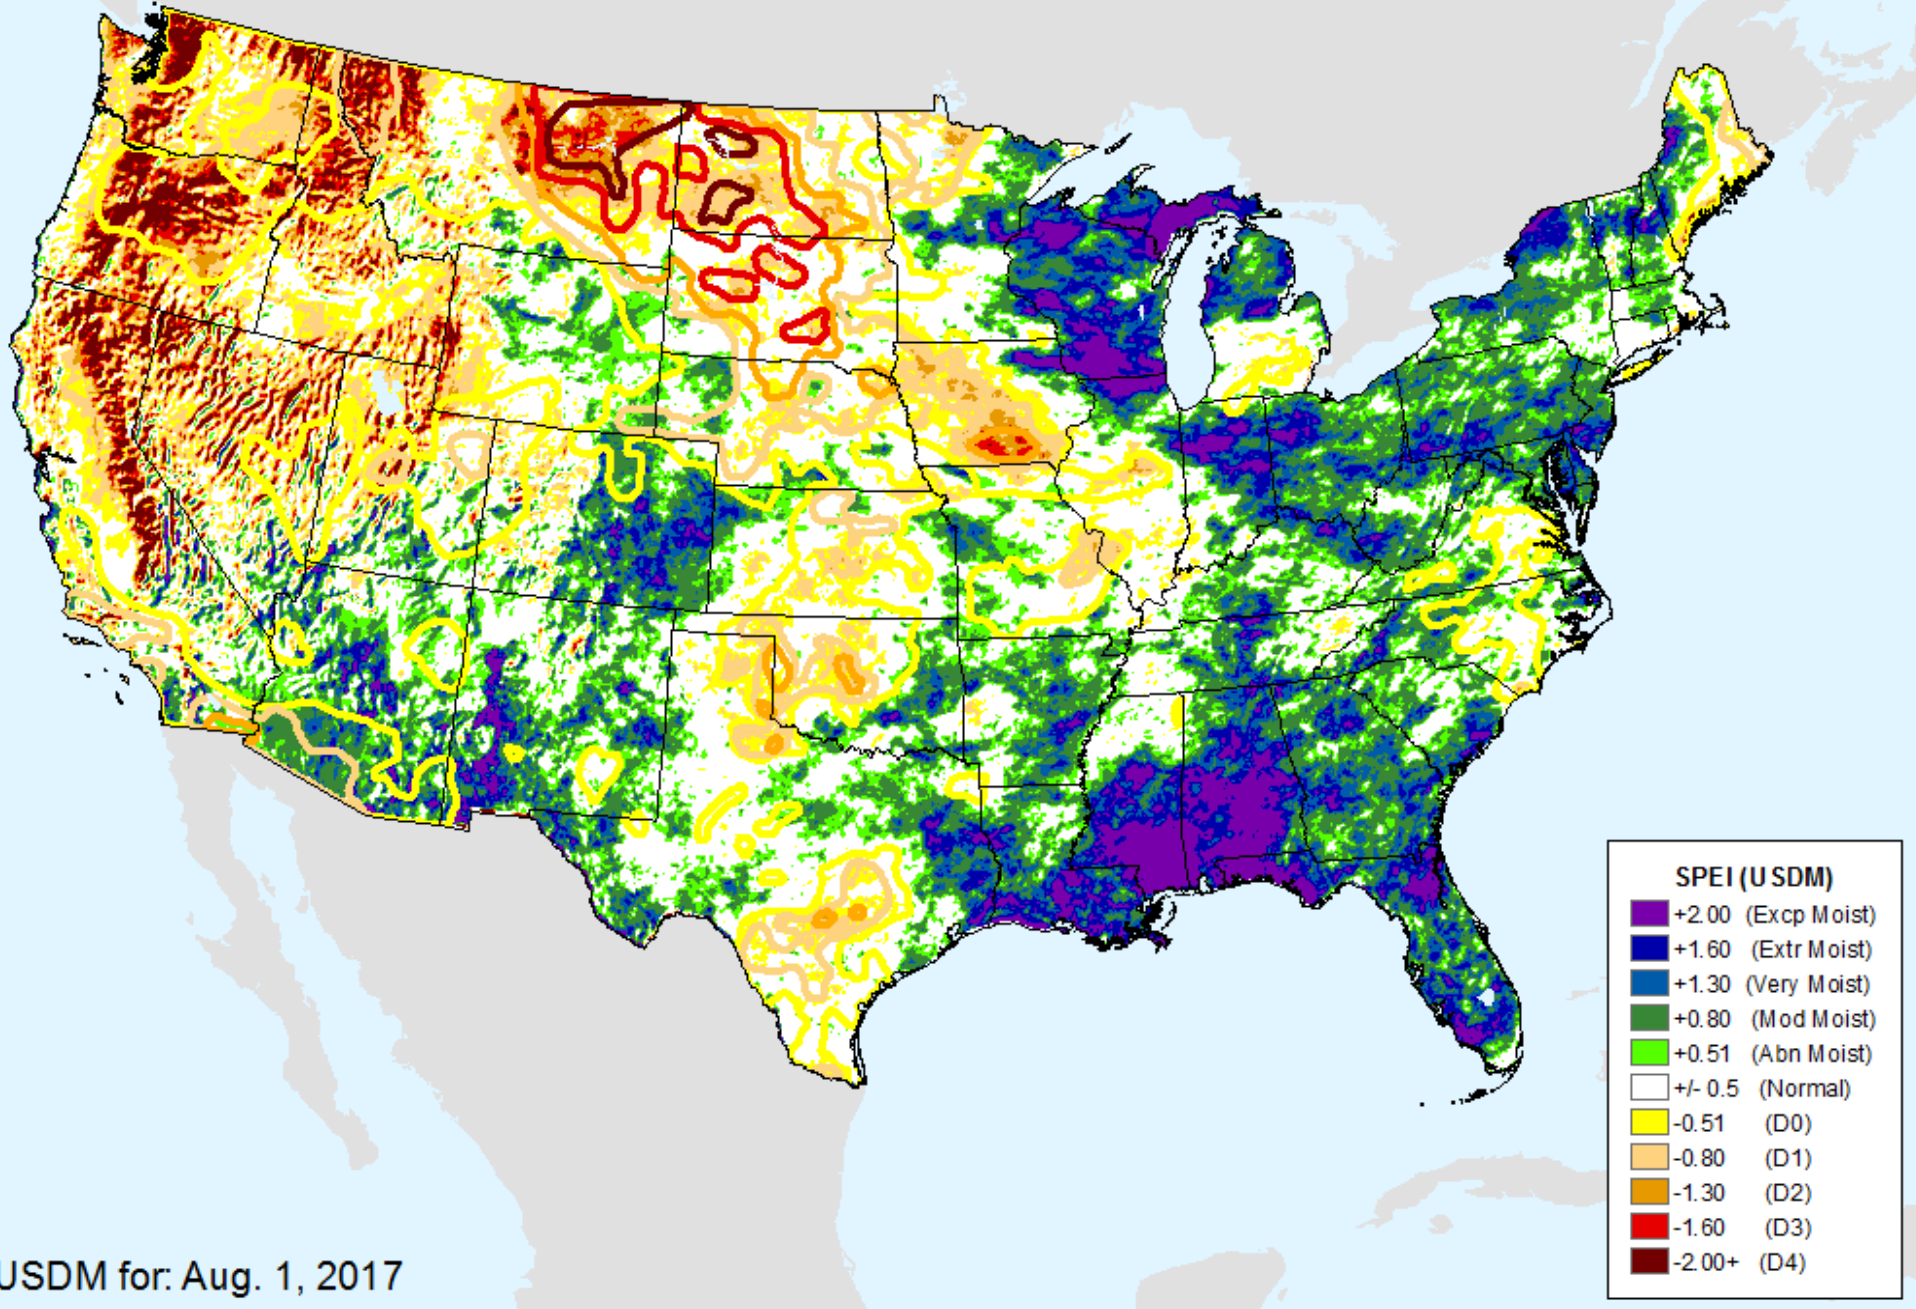 SPEI (USDM)
+2.00 (Excp Moist)
+1.60 (Extr Moist)
+1.30 (Very Moist)
+0.80 (Mod Moist)
+0.51 (Abn Moist)
+/- 0.5 (Normal)
-0.51 (D0)
-0.80 (D1)
-1.30 (D2)
-1.60 (D3)
-2.00+ (D4)
USDM for: Aug. 1, 2017